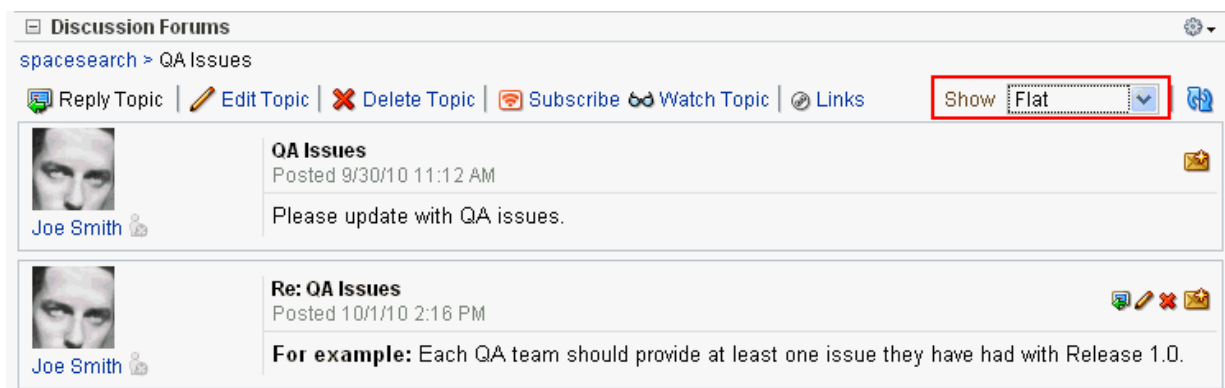 Discussion Forums
spacesearch > QA Issues
Reply Topic | Edit Topic | Delete Topic | Subscribe Watch Topic | Links Show Flat
QA Issues
Posted 9/30/10 11:12 AM
Please update with QA issues.
Joe Smith
Re: QA Issues
Posted 10/1/10 2:16 PM
For example: Each QA team should provide at least one issue they have had with Release 1.0.
Joe Smith